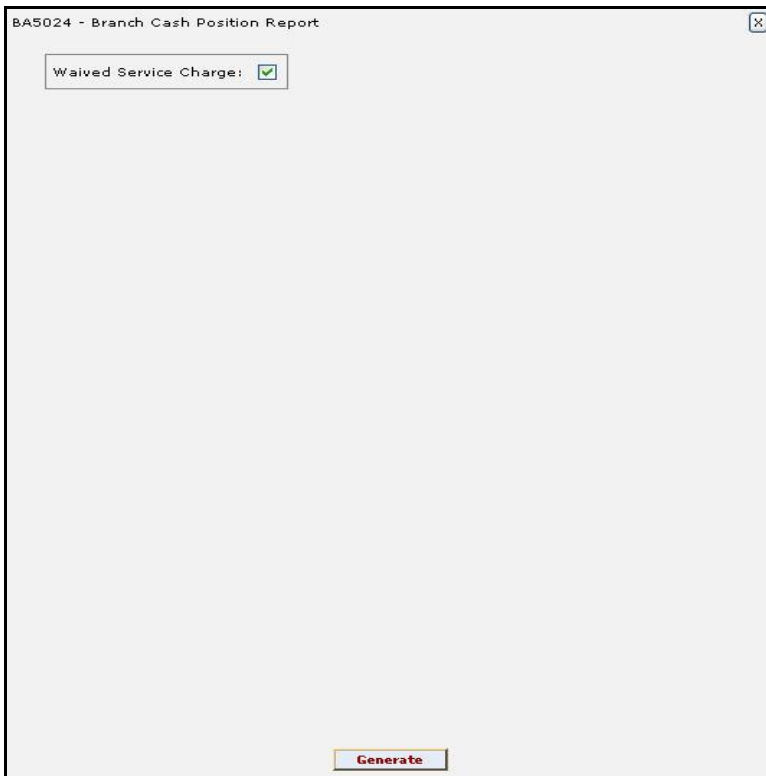 BA5024 - Branch Cash Position Report
Waived Service Charge:
Generate